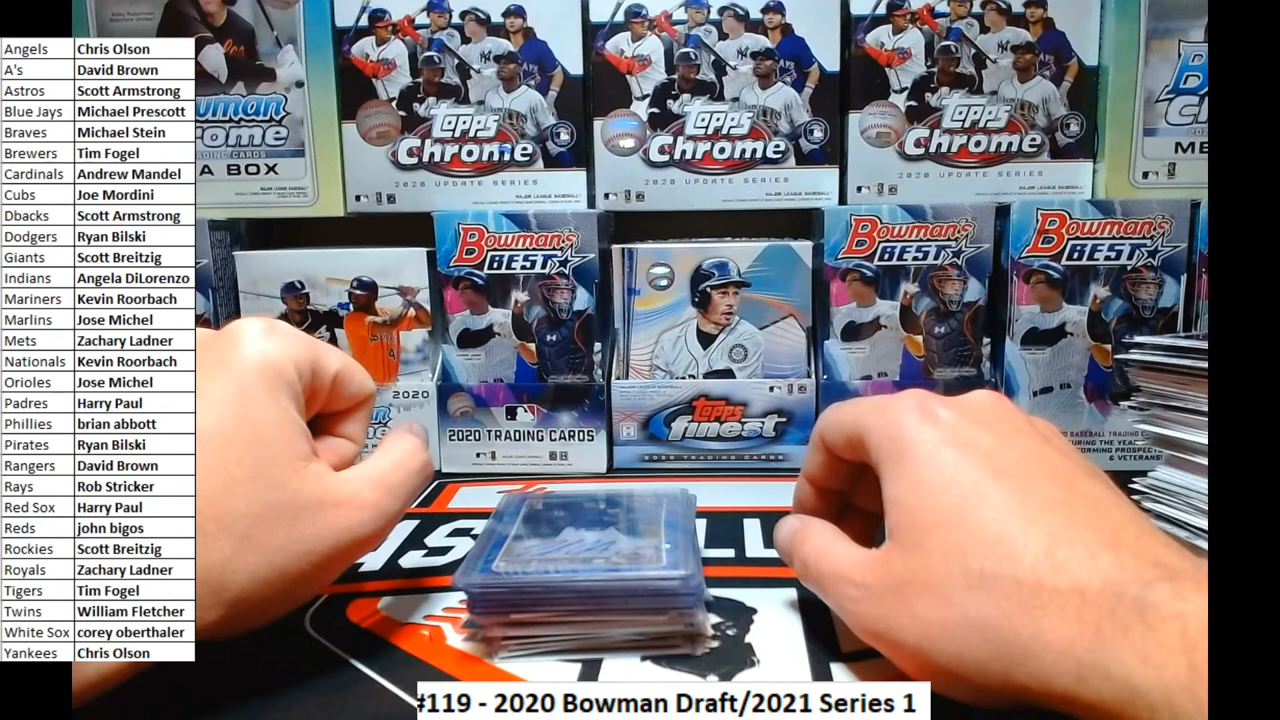 Angels Chris Olson
A's David Brown
Astros Scott Armstrong
Blue Jays Michael Prescott
Braves Michael Stein
Brewers Tim Fogel
Cardinals Andrew Mandel
Cubs Joe Mordini
Dbacks Scott Armstrong
Dodgers Ryan Bilski
Giants Scott Breitzig
Indians Angela DiLorenzo
Mariners Kevin Roorbach
Marlins Jose Michel
Mets Zachary Ladner
Nationals Kevin Roorbach
Orioles Jose Michel
Padres Harry Paul
Phillies brian abbott
Pirates Ryan Bilski
Rangers David Brown
Rays Rob Stricker
Red Sox Harry Paul
Reds john bigos
Rockies Scott Breitzig
Royals Zachary Ladner
Tigers Tim Fogel
Twins William Fletcher
White Sox corey oberthaler
Yankees Chris Olson
A BOX
Topps
Chrome
2020 UPDATE SERIES
Topps
Chrome
2020 UPDATE SERIES
Topps
Chrome
2020 UPDATE SERIES
2020
Bowman's
BEST
2020 TRADING CARDS
Topps
finest
2020 TRADING CARDS
Bowman's
BEST
Bowman's
BEST
& VETERANS!
#119 - 2020 Bowman Draft/2021 Series 1